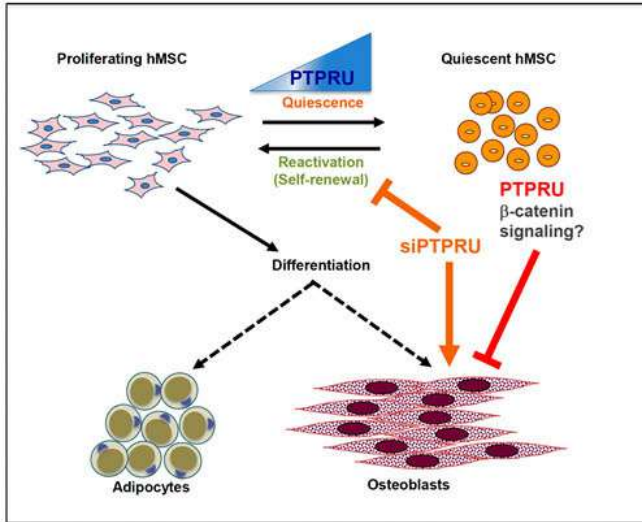 Proliferating hMSC
PTPRU
Quiescent hMSC
Quiescence
Reactivation
(Self-renewal)
PTPRU
β-catenin
signaling?
siPTPRU
Differentiation
Adipocytes
Osteoblasts